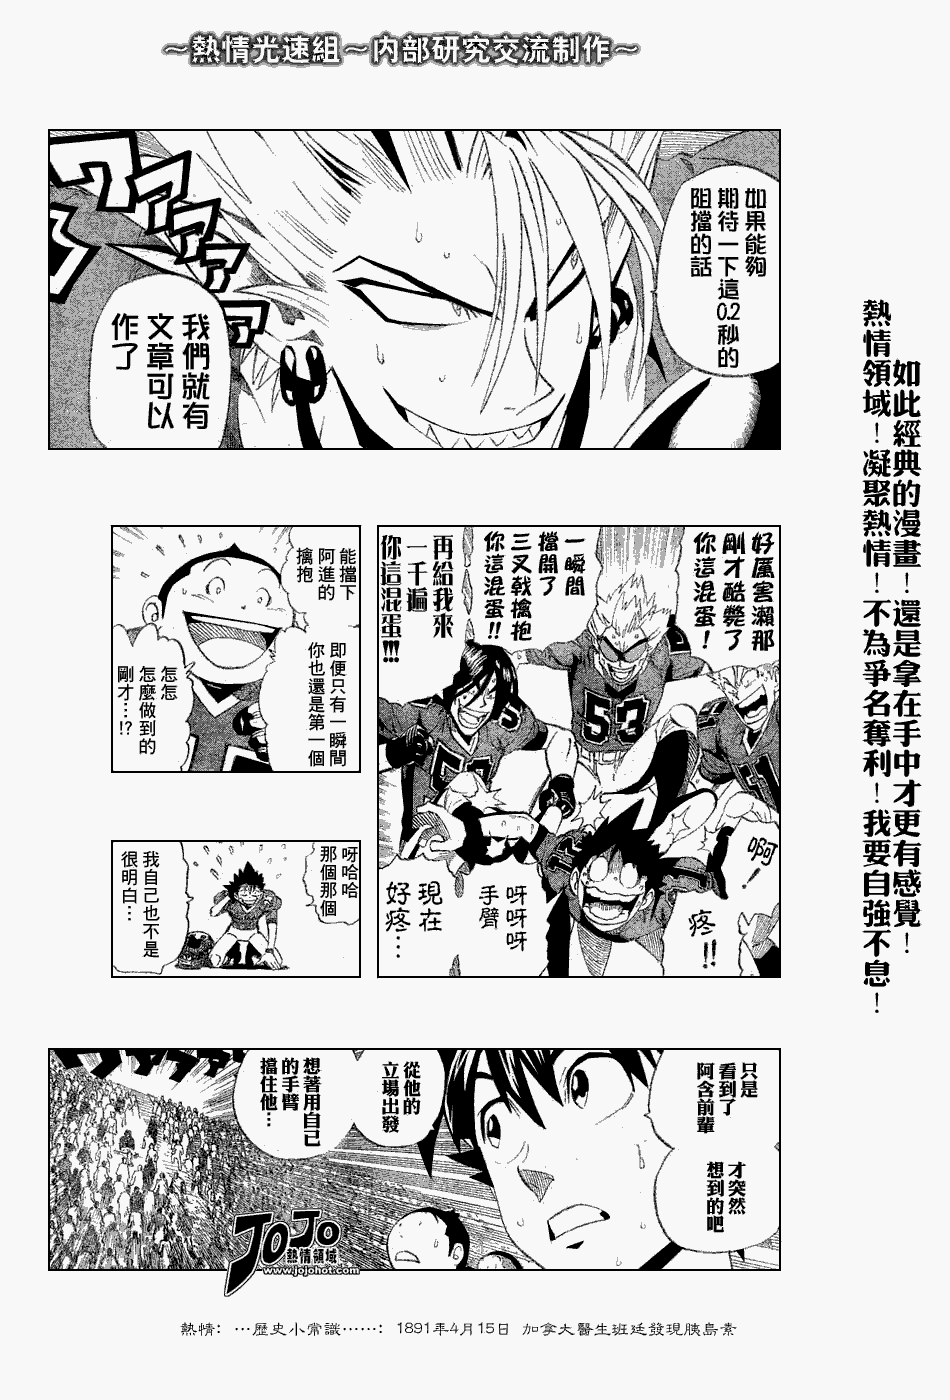 ～熱情光速組～内部研究交流制作～
如果能夠
期待一下這0.2秒的
阻擋的話
我們就有
文章可以
作了
ワァァァァ
好厲害瀨那
剛才酷斃了
你這混蛋！
一瞬間
擋開了
三叉戟擒抱
你這混蛋!!
再給我來
一千遍
你這混蛋!!!
啊
疼!!
呀呀呀
手臂
現在
好疼…
能擋下
阿進的
擒抱
即便只有一瞬間
你也還是第一個
怎怎
怎麼做到的
剛才…!?
呀哈哈
那個那個
我自己也不是
很明白…
只是
看到了
阿含前輩
才突然
想到的吧
從他的
立場出發
想著用自己
的手臂
擋住他…
如此經典的漫畫！還是拿在手中才更有感覺！
熱情領域！凝聚熱情！不為爭名奪利！我要自強不息！
JOJO
熱情領域
www.jojohot.com
熱情：…歷史小常識……：1891年4月15日 加拿大醫生班廷發現胰島素